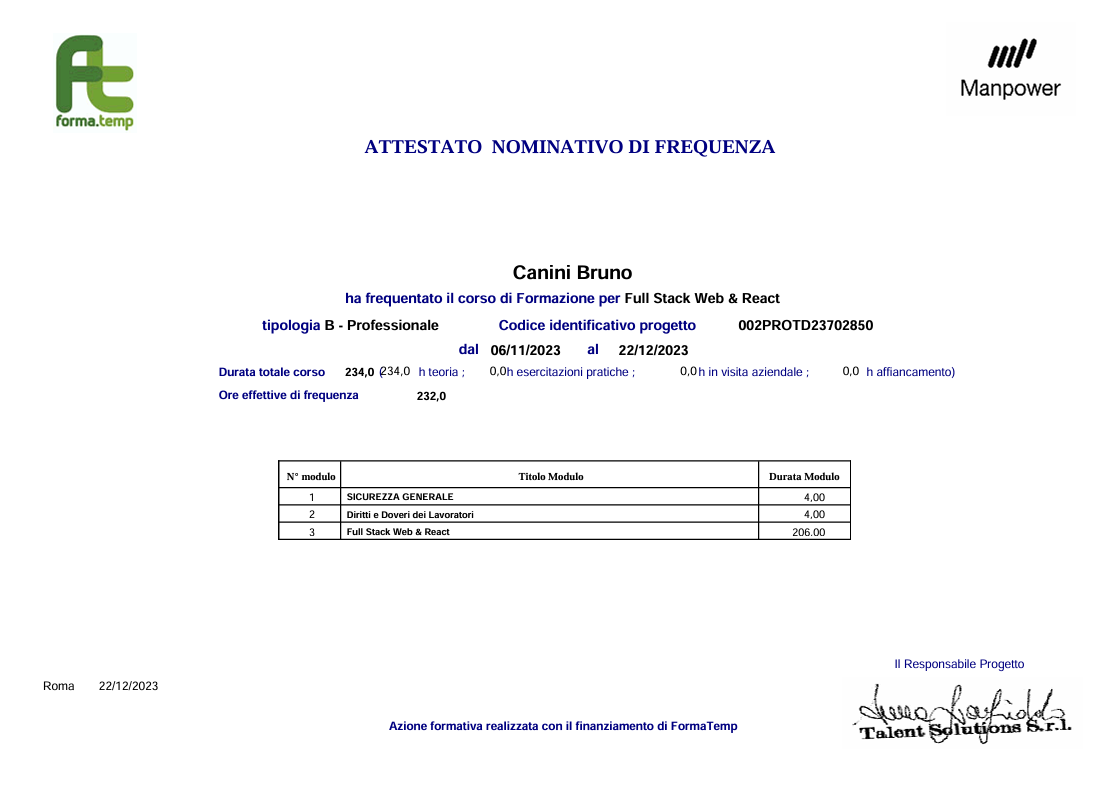 forma.temp
Manpower
ATTESTATO NOMINATIVO DI FREQUENZA
Canini Bruno
ha frequentato il corso di Formazione per Full Stack Web & React
tipologia B - Professionale Codice identificativo progetto 002PROTD23702850
dal 06/11/2023 al 22/12/2023
Durata totale corso 234,0 (234,0 h teoria ; 0,0 h esercitazioni pratiche ; 0,0 h in visita aziendale ; 0,0 h affiancamento)
Ore effettive di frequenza 232,0
N° modulo Titolo Modulo Durata Modulo
1 SICUREZZA GENERALE 4,00
2 Diritti e Doveri dei Lavoratori 4,00
3 Full Stack Web & React 206.00
Il Responsabile Progetto
Roma 22/12/2023
Talent Solutions S.r.l.
Azione formativa realizzata con il finanziamento di FormaTemp